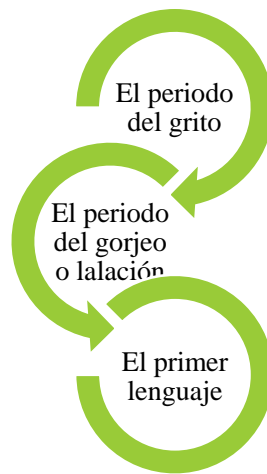 El periodo
del grito
El periodo
del gorjeo
o lalación
El primer
lenguaje